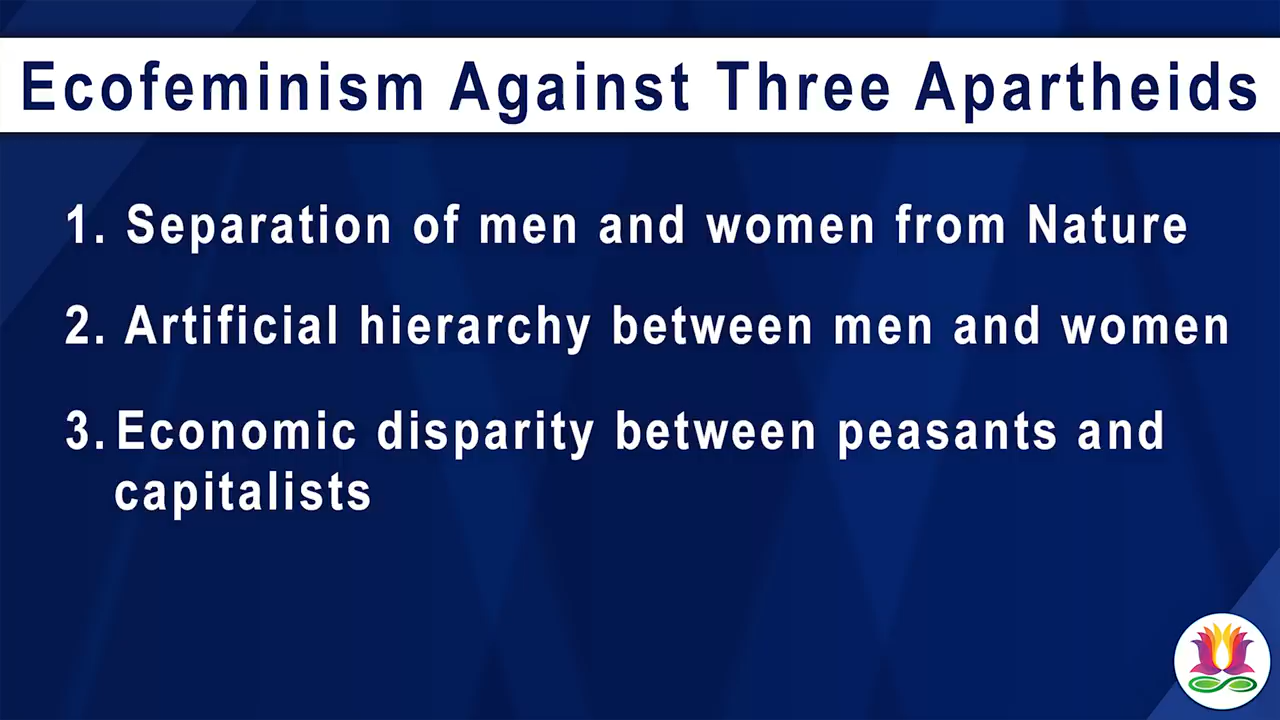 Ecofeminism Against Three Apartheids
1. Separation of men and women from Nature
2. Artificial hierarchy between men and women
3. Economic disparity between peasants and
capitalists